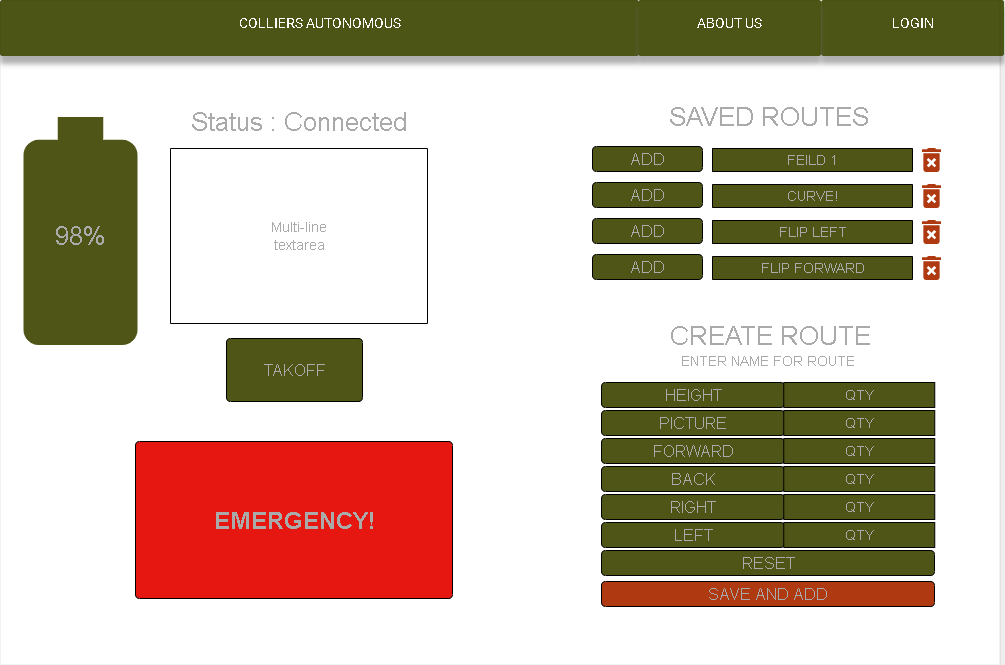 COLLIERS AUTONOMOUS
ABOUT US
LOGIN
98%
Status : Connected
Multi-line
textarea
TAKOFF
EMERGENCY!
SAVED ROUTES
ADD FEILD 1
ADD CURVE!
ADD FLIP LEFT
ADD FLIP FORWARD
CREATE ROUTE
ENTER NAME FOR ROUTE
HEIGHT QTY
PICTURE QTY
FORWARD QTY
BACK QTY
RIGHT QTY
LEFT QTY
RESET
SAVE AND ADD